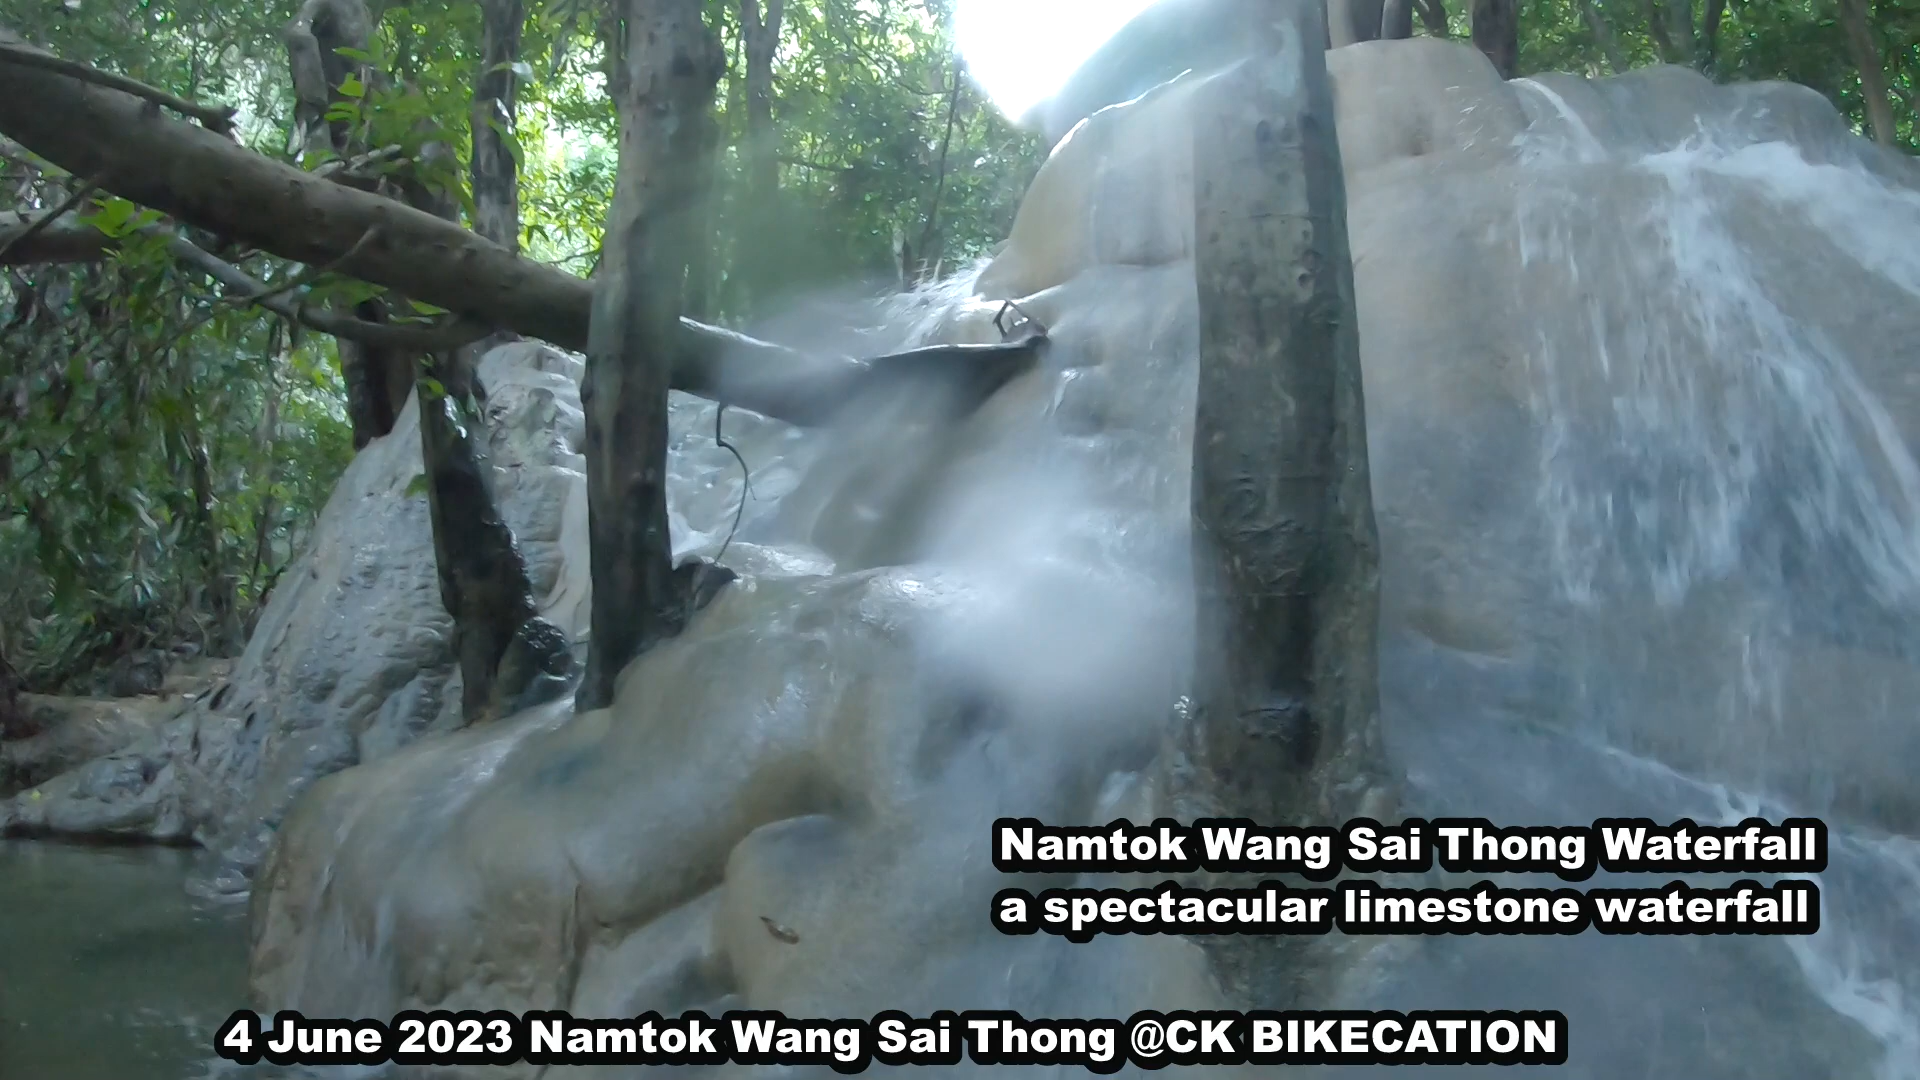 Namtok Wang Sai Thong Waterfall
a spectacular limestone waterfall
4 June 2023 Namtok Wang Sai Thong @CK BIKECATION